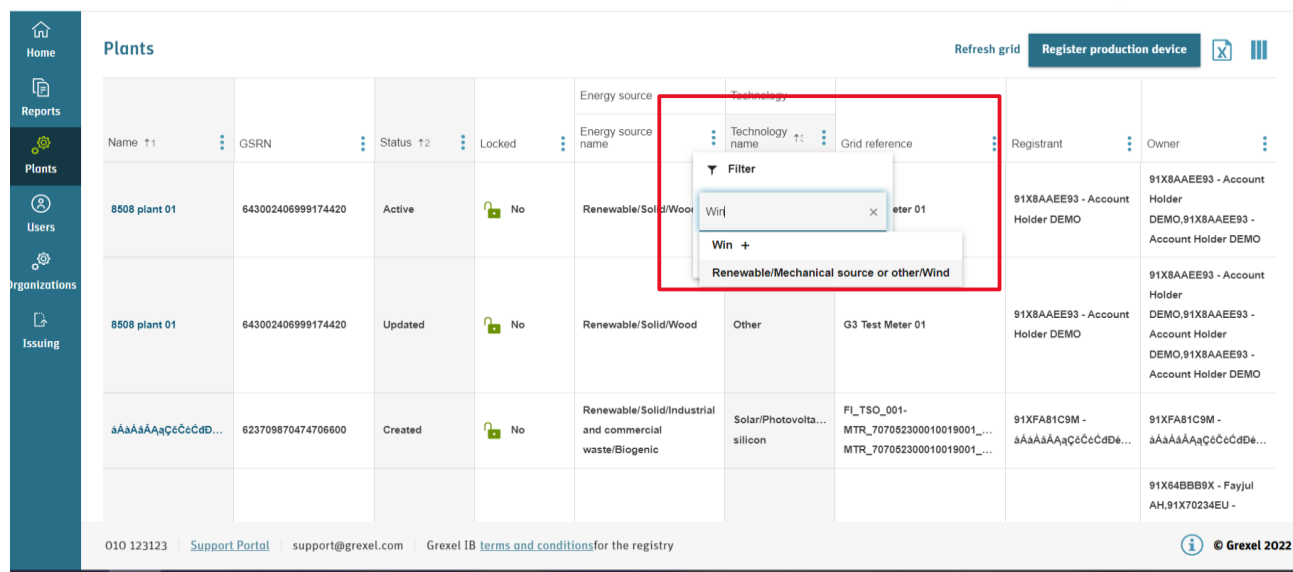 Home
Reports
Plants
Users
Organizations
Issuing
Plants
Refresh grid
Register production device
Energy source
Technology
Name ↑1
GSRN
Status ↑2
Locked
Energy source
name
Technology
name
Grid reference
Registrant
Owner
Filter
Win
Win +
Renewable/Mechanical source or other/Wind
8508 plant 01
643002406999174420
Active
No
Renewable/Solid/Wood
eter 01
91X8AAEE93 - Account
Holder DEMO
91X8AAEE93 - Account
Holder
DEMO,91X8AAEE93 -
Account Holder DEMO
8508 plant 01
643002406999174420
Updated
No
Renewable/Solid/Wood
Other
G3 Test Meter 01
91X8AAEE93 - Account
Holder DEMO
91X8AAEE93 - Account
Holder
DEMO,91X8AAEE93 -
Account Holder
DEMO,91X8AAEE93 -
Account Holder DEMO
623709870474706600
Created
No
Renewable/Solid/Industrial
and commercial
waste/Biogenic
Solar/Photovolta...
silicon
FI_TSO_001-
MTR_707052300010019001_...
MTR_707052300010019001_...
91XFA81C9M -
91XFA81C9M -
91X64BBB9X - Fayjul
AH,91X70234EU -
010 123123
Support Portal
support@grexel.com
Grexel IB terms and conditionsfor the registry
© Grexel 2022